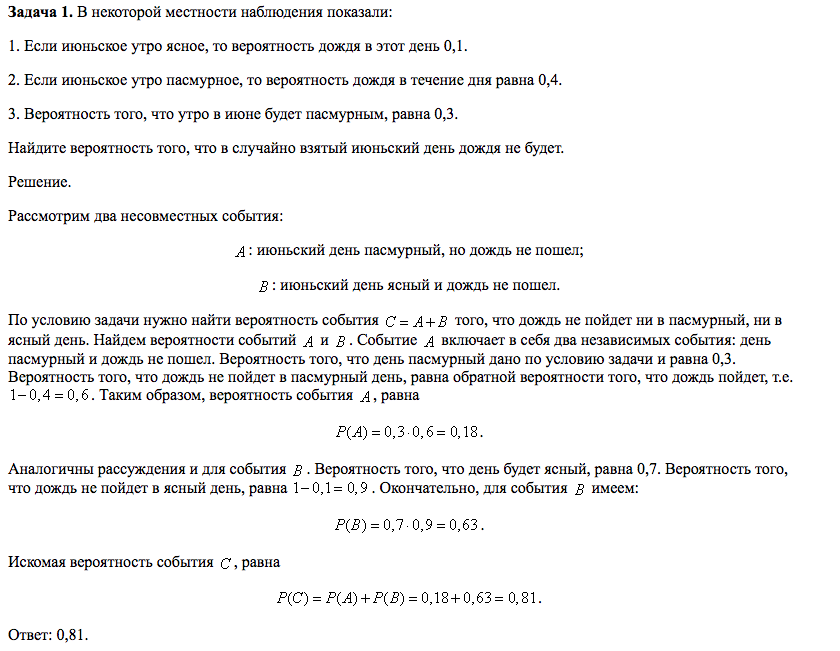 Задача 1. В некоторой местности наблюдения показали:
1. Если июньское утро ясное, то вероятность дождя в этот день 0,1.
2. Если июньское утро пасмурное, то вероятность дождя в течение дня равна 0,4.
3. Вероятность того, что утро в июне будет пасмурным, равна 0,3.
Найдите вероятность того, что в случайно взятый июньский день дождя не будет.
Решение.
Рассмотрим два несовместных события:
A : июньский день пасмурный, но дождь не пошел;
B : июньский день ясный и дождь не пошел.
По условию задачи нужно найти вероятность события C = A + B того, что дождь не пойдет ни в пасмурный, ни в
ясный день. Найдем вероятности событий A и B . Событие A включает в себя два независимых события: день
пасмурный и дождь не пошел. Вероятность того, что день пасмурный дано по условию задачи и равна 0,3.
Вероятность того, что дождь не пойдет в пасмурный день, равна обратной вероятности того, что дождь пойдет, т.е.
1−0,4 = 0,6 . Таким образом, вероятность события A , равна
P(A) = 0,3·0,6 = 0,18.
Аналогичны рассуждения и для события B . Вероятность того, что день будет ясный, равна 0,7. Вероятность того,
что дождь не пойдет в ясный день, равна 1−0,1 = 0,9 . Окончательно, для события B имеем:
P(B) = 0,7·0,9 = 0,63.
Искомая вероятность события C , равна
P(C) = P(A) + P(B) = 0,18 + 0,63 = 0,81.
Ответ: 0,81.